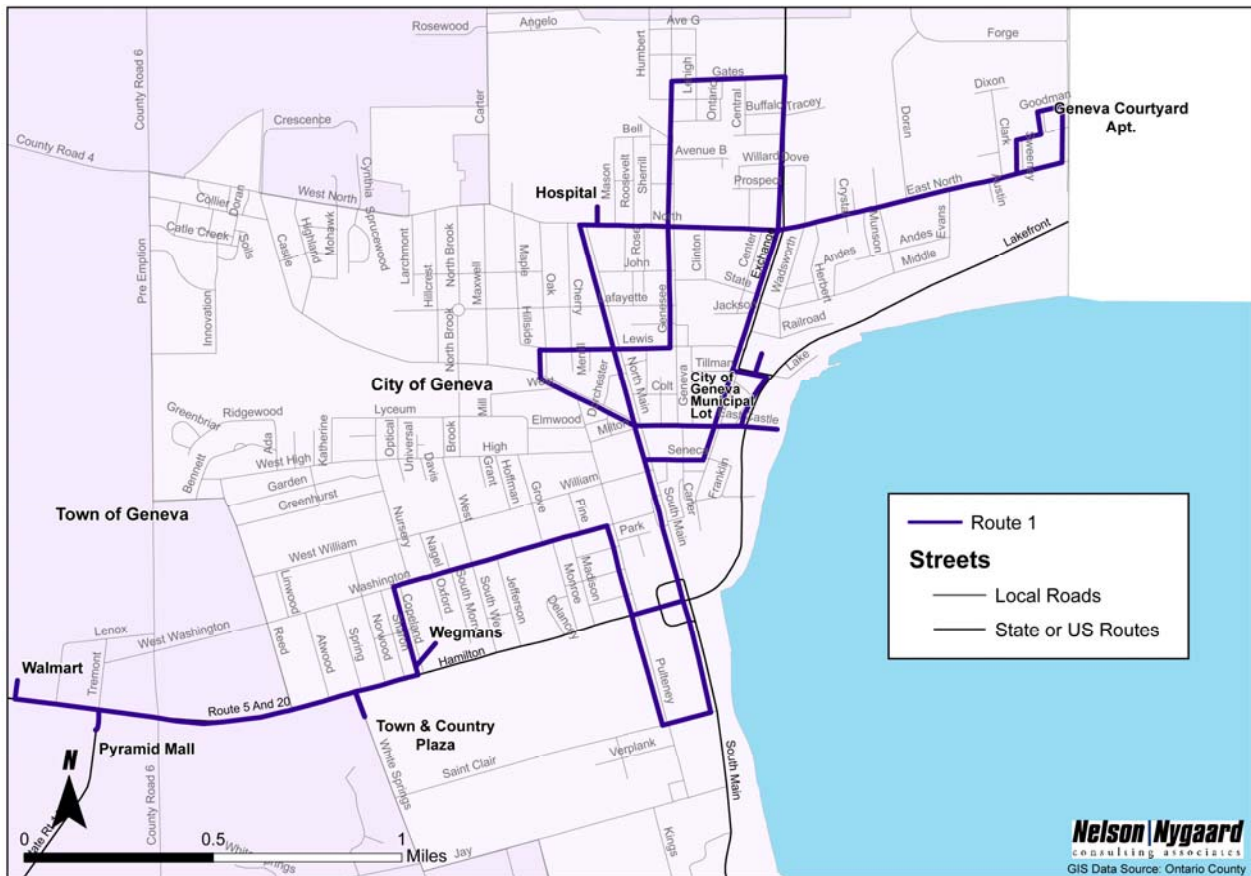 Rosewood
Angelo
Ave G
Forge
County Road 6
Humbert
Lehigh
Gates
Ontario
Central
Buffalo
Tracey
Dixon
Goodman
Geneva Courtyard
Apt.
Carter
Crescence
Doran
Clark
Sweeney
Bell
Avenue B
Willard
Dove
Prospect
County Road 4
West North
Cynthia
Sprucewood
Mason
Roosevelt
Sherrill
East North
Austin
Hospital
North
Collier
Doran
Catle Creek
Soils
Castle
Highland
Mohawk
Larchmont
Hillcrest
North Brook
North Brook
Maxwell
Maple
Oak
Cherry
Rose
John
Clinton
Center
State
Exchange
Wadsworth
Crystal
Munson
Evans
Andes
Andes
Middle
Herbert
Lakefront
Pre Emption
Innovation
Hillside
Lafayette
Genesee
Jackson
Railroad
Lewis
Merrill
Dorchester
North Main
Tillman
Lake
City of Geneva
West
Colt
Geneva
City of
Geneva
Municipal
Lot
East Castle
Greenbriar
Ridgewood
Lyceum
Mill
Elmwood
Milton
Ada
Katherine
Optical
Universal
Brook
High
Seneca
Bennett
West High
Davis
Garden
Greenhurst
Grant
Hoffman
Grove
William
Franklin
Carter
South Main
Town of Geneva
West
Nursery
Pine
Park
West William
Washington
Nagel
Oxford
Jefferson
Madison
Monroe
Delancey
Linwood
Copeland
Sharon
Norwood
Spring
Atwood
Reed
Lenox
West Washington
Tremont
Wegmans
Hamilton
Walmart
Route 5 And 20
Pulteney
Pyramid Mall
Town & Country
Plaza
White Springs
Saint Clair
Verplank
South Main
County Road 6
Kings
Jay
N
0
0.5
1
Miles
Route 1
Streets
Local Roads
State or US Routes
Nelson|Nygaard
consulting associates
GIS Data Source: Ontario County